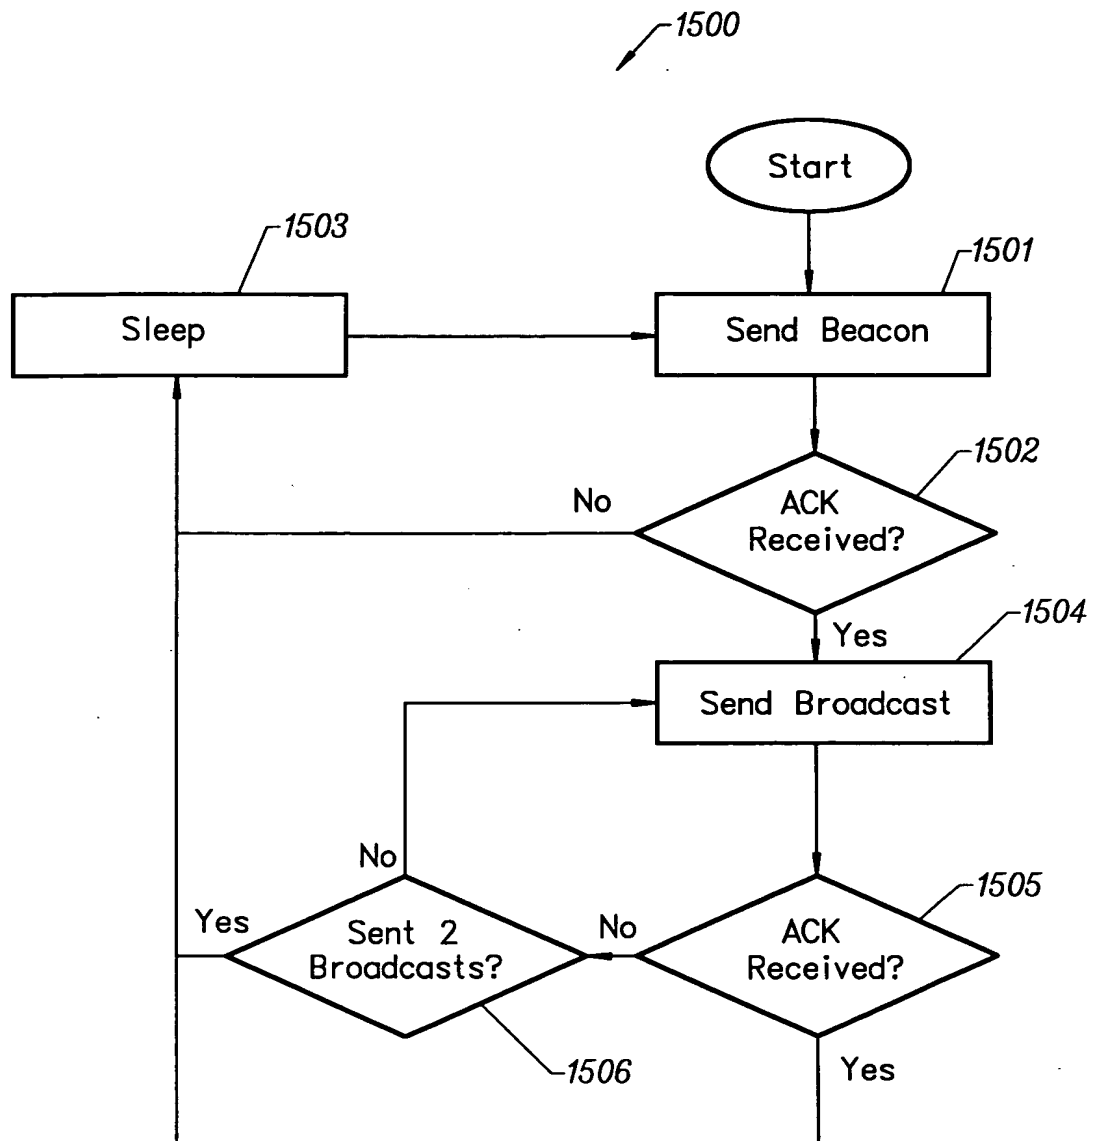 1500
Start
1503
1501
Sleep
Send Beacon
1502
No
ACK
Received?
1504
Yes
Send Broadcast
No
1505
Yes
Sent 2
Broadcasts?
No
ACK
Received?
1506
Yes